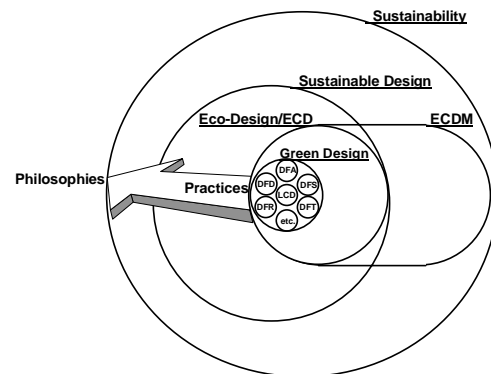 Sustainability
Sustainable Design
Eco-Design/ECD
ECDM
Green Design
Philosophies
Practices
DFA
DFD
DFS
LCD
DFR
DFT
etc.